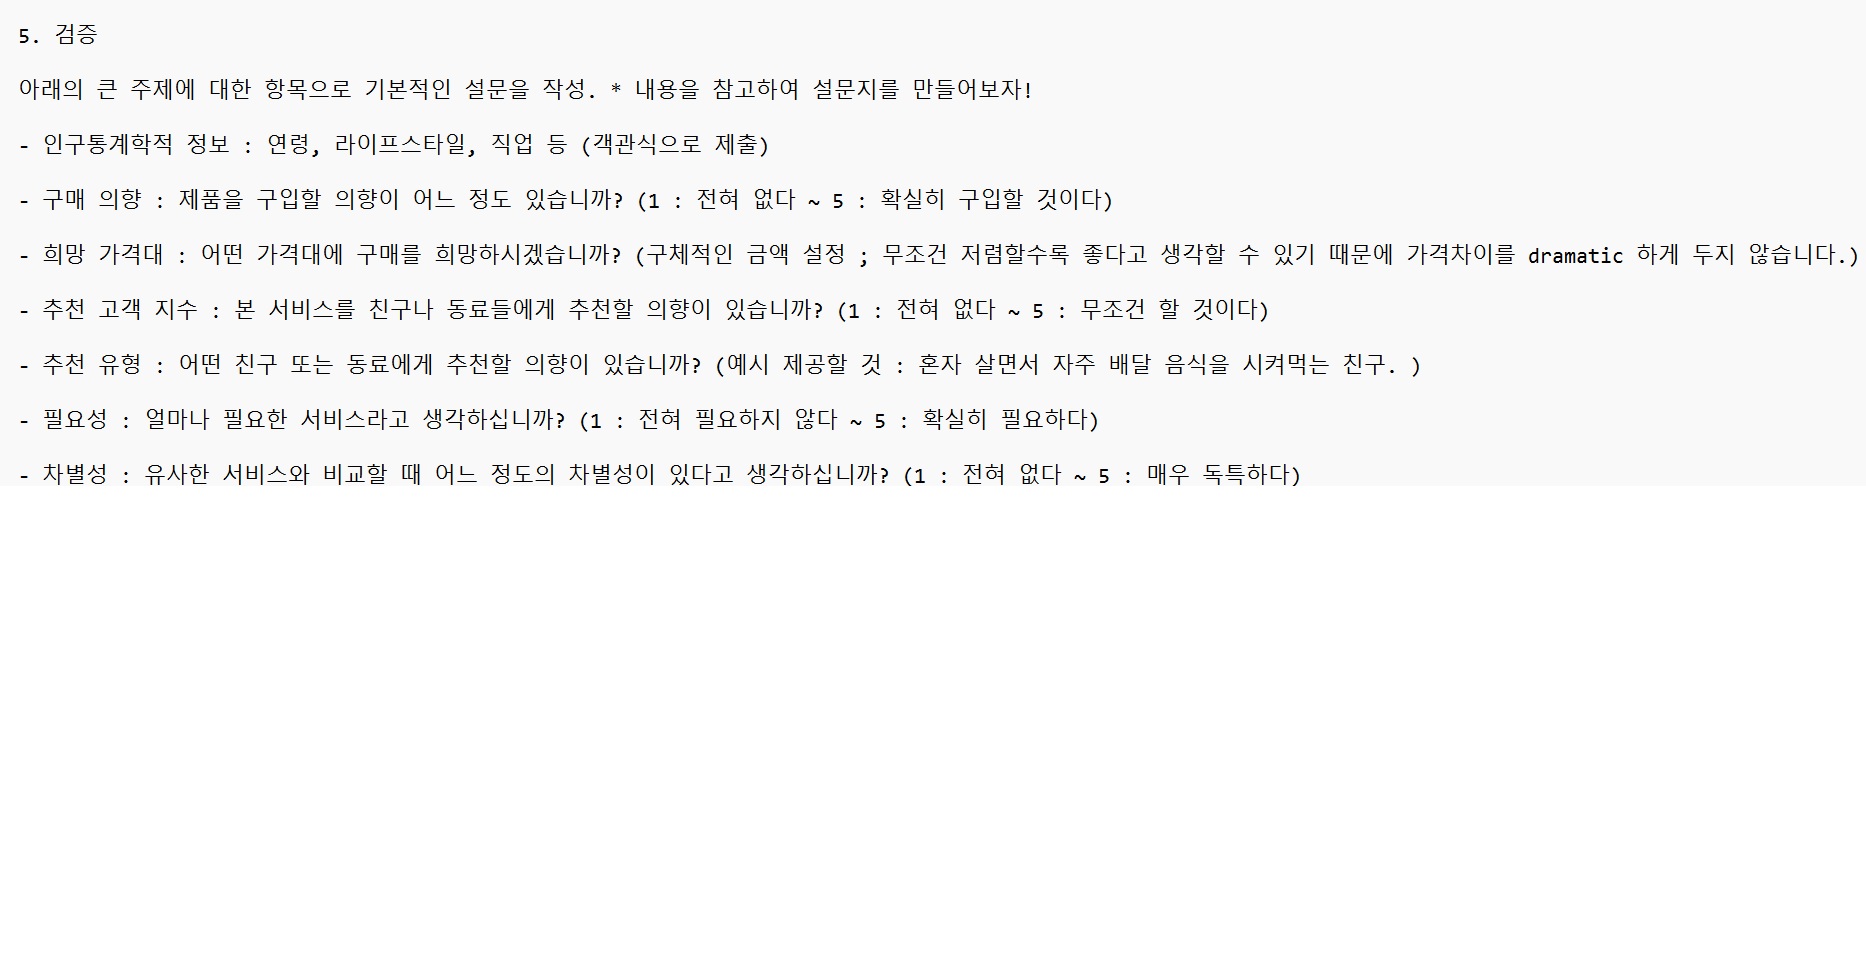 5. 검증
아래의 큰 주제에 대한 항목으로 기본적인 설문을 작성. * 내용을 참고하여 설문지를 만들어보자!
- 인구통계학적 정보 : 연령, 라이프스타일, 직업 등 (객관식으로 제출)
- 구매 의향 : 제품을 구입할 의향이 어느 정도 있습니까? (1 : 전혀 없다 ~ 5 : 확실히 구입할 것이다)
- 희망 가격대 : 어떤 가격대에 구매를 희망하시겠습니까? (구체적인 금액 설정 ; 무조건 저렴할수록 좋다고 생각할 수 있기 때문에 가격차이를 dramatic 하게 두지 않습니다.)
- 추천 고객 지수 : 본 서비스를 친구나 동료들에게 추천할 의향이 있습니까? (1 : 전혀 없다 ~ 5 : 무조건 할 것이다)
- 추천 유형 : 어떤 친구 또는 동료에게 추천할 의향이 있습니까? (예시 제공할 것 : 혼자 살면서 자주 배달 음식을 시켜먹는 친구. )
- 필요성 : 얼마나 필요한 서비스라고 생각하십니까? (1 : 전혀 필요하지 않다 ~ 5 : 확실히 필요하다)
- 차별성 : 유사한 서비스와 비교할 때 어느 정도의 차별성이 있다고 생각하십니까? (1 : 전혀 없다 ~ 5 : 매우 독특하다)